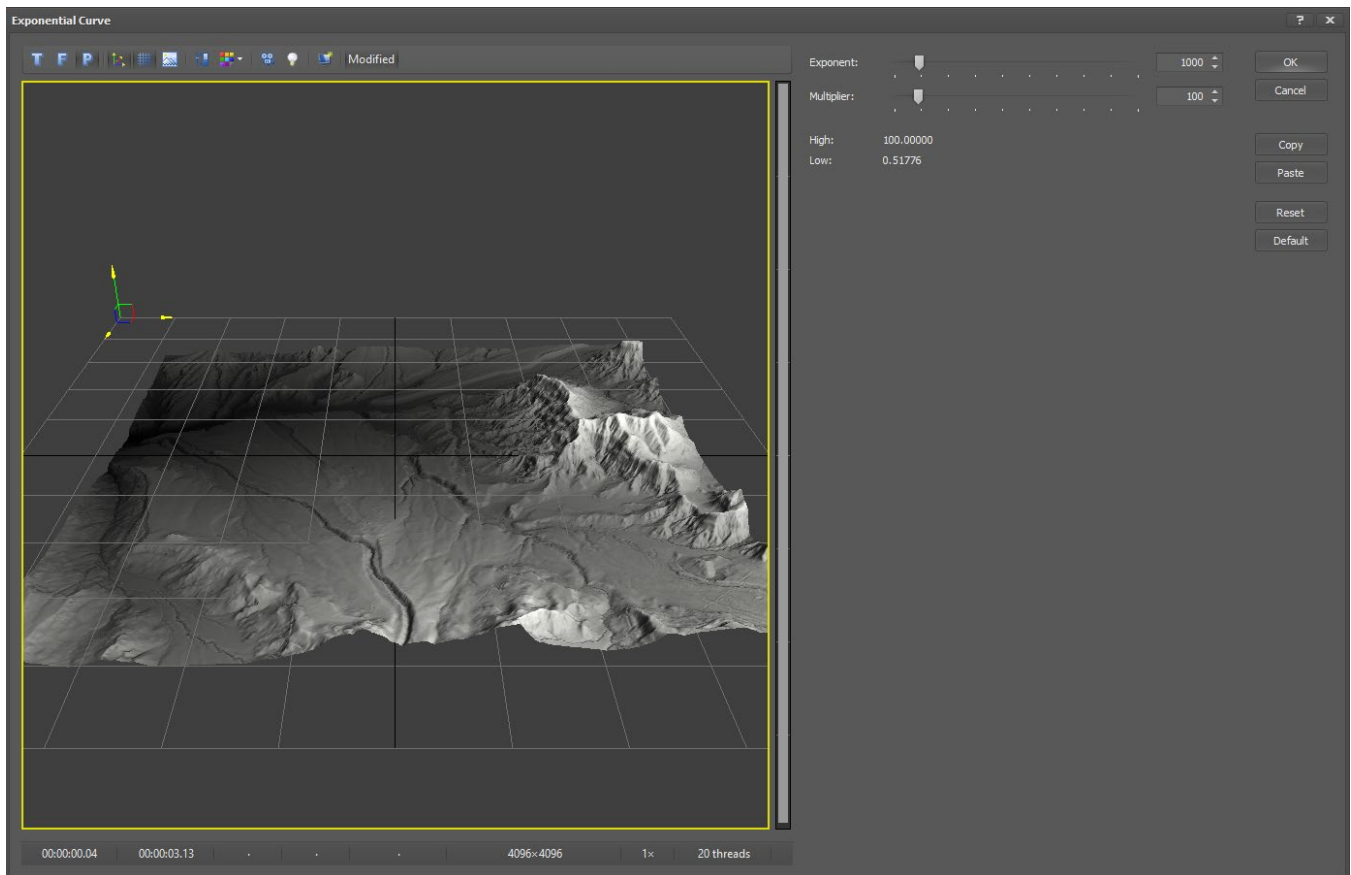 Exponential Curve
? x
T F P Modified
Exponent: 1000
OK
Multiplier: 100
Cancel
High: 100.00000
Copy
Low: 0.51776
Paste
Reset
Default
00:00:00.04 00:00:03.13 . . . 4096×4096 1× 20 threads